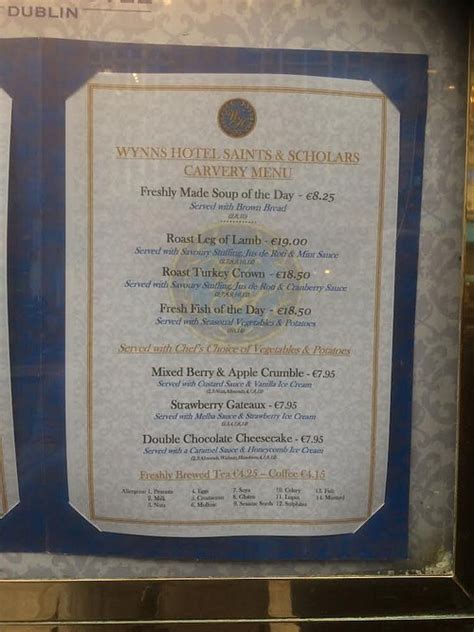 DUBLIN
WYNNS HOTEL SAINTS & SCHOLARS
CARVERY MENU
Freshly Made Soup of the Day - €8.25
Served with Brown Bread
Roast Leg of Lamb - €19.00
Served with Savoury Stuffing, Jus de Roti & Mint Sauce
Roast Turkey Crown - €18.50
Served with Savoury Stuffing, Jus de Roti & Cranberry Sauce
Fresh Fish of the Day - €18.50
Served with Seasonal Vegetables & Potatoes
Served with Chef's Choice of Vegetables & Potatoes
Mixed Berry & Apple Crumble - €7.95
Served with Custard Sauce & Vanilla Ice Cream
Strawberry Gateaux - €7.95
Served with Melba Sauce & Strawberry Ice Cream
Double Chocolate Cheesecake - €7.95
Served with a Caramel Sauce & Honeycomb Ice Cream
Freshly Brewed Tea €4.25 – Coffee €4.15
Allergens: 1. Peanuts 4. Eggs 7. Soya 10. Celery 13. Fish
2. Milk 5. Crustacean 8. Gluten 11. Lupin 14. Mustard
3. Nuts 6. Mollusc 9. Sesame Seeds 12. Sulphites